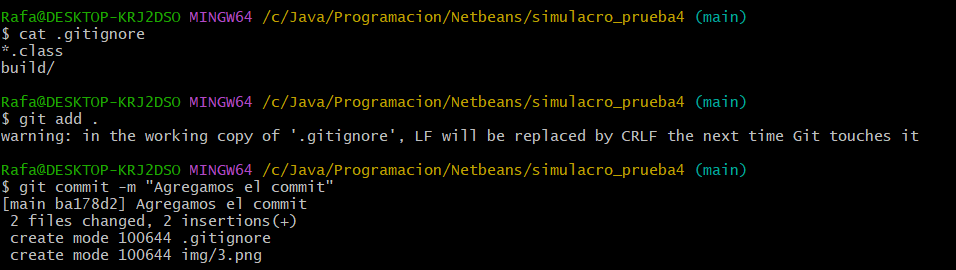 Rafa@DESKTOP-KRJ2DSO MINGW64 /c/Java/Programacion/Netbeans/simulacro_prueba4 (main)
$ cat .gitignore
*.class
build/
Rafa@DESKTOP-KRJ2DSO MINGW64 /c/Java/Programacion/Netbeans/simulacro_prueba4 (main)
$ git add .
warning: in the working copy of '.gitignore', LF will be replaced by CRLF the next time Git touches it
Rafa@DESKTOP-KRJ2DSO MINGW64 /c/Java/Programacion/Netbeans/simulacro_prueba4 (main)
$ git commit -m "Agregamos el commit"
[main ba178d2] Agregamos el commit
 2 files changed, 2 insertions(+)
 create mode 100644 .gitignore
 create mode 100644 img/3.png